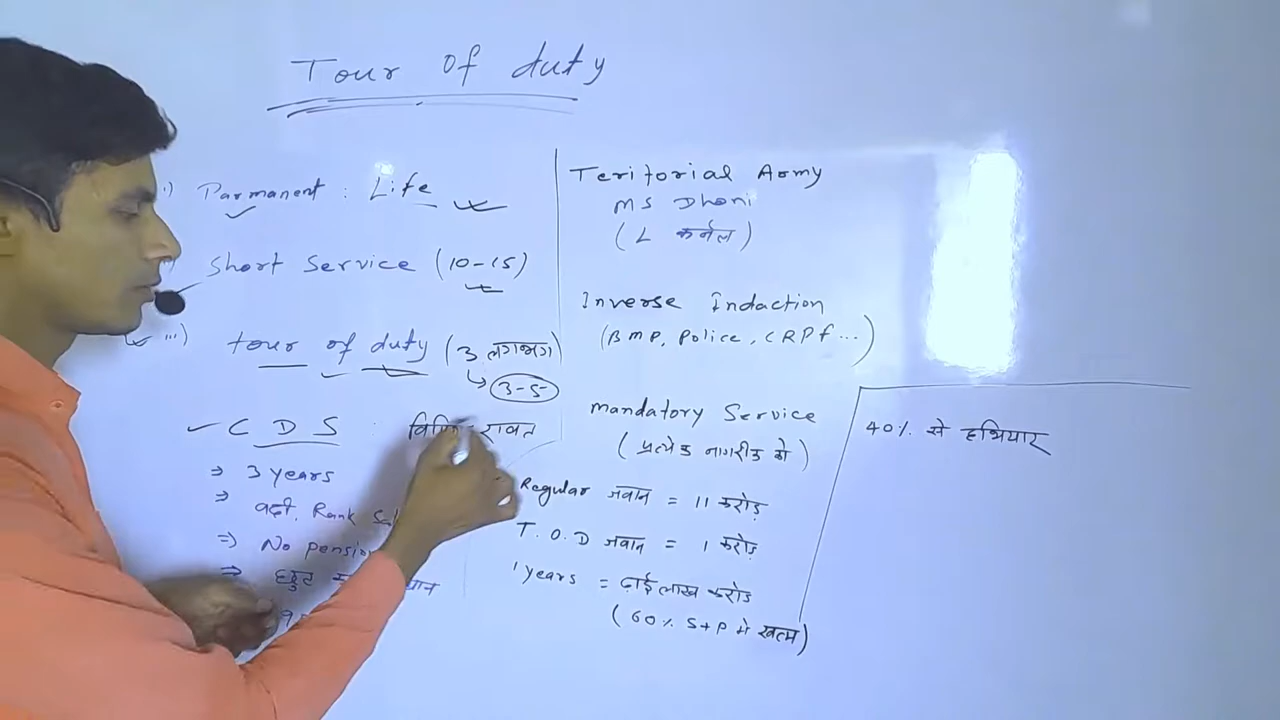 Tour of duty
Parmanent : Life
Short Service (10-15)
iii) tour of duty (3 लगभग)
3-5
C D S : रावत
⇒ 3 years
⇒ वर्दी, Rank
⇒ No pension
⇒
Teritorial Army
MS Dhoni
(L कर्नल)
Inverse Indaction
(BMP, Police, CRPF...)
Mandatory Service
(प्रत्येक नागरीक को)
Regular जवान = 11 करोड़
T.O.D जवान = 1 करोड़
1 years = ढाई लाख करोड़
(60% S+P मे खत्म)
40% से हथियार